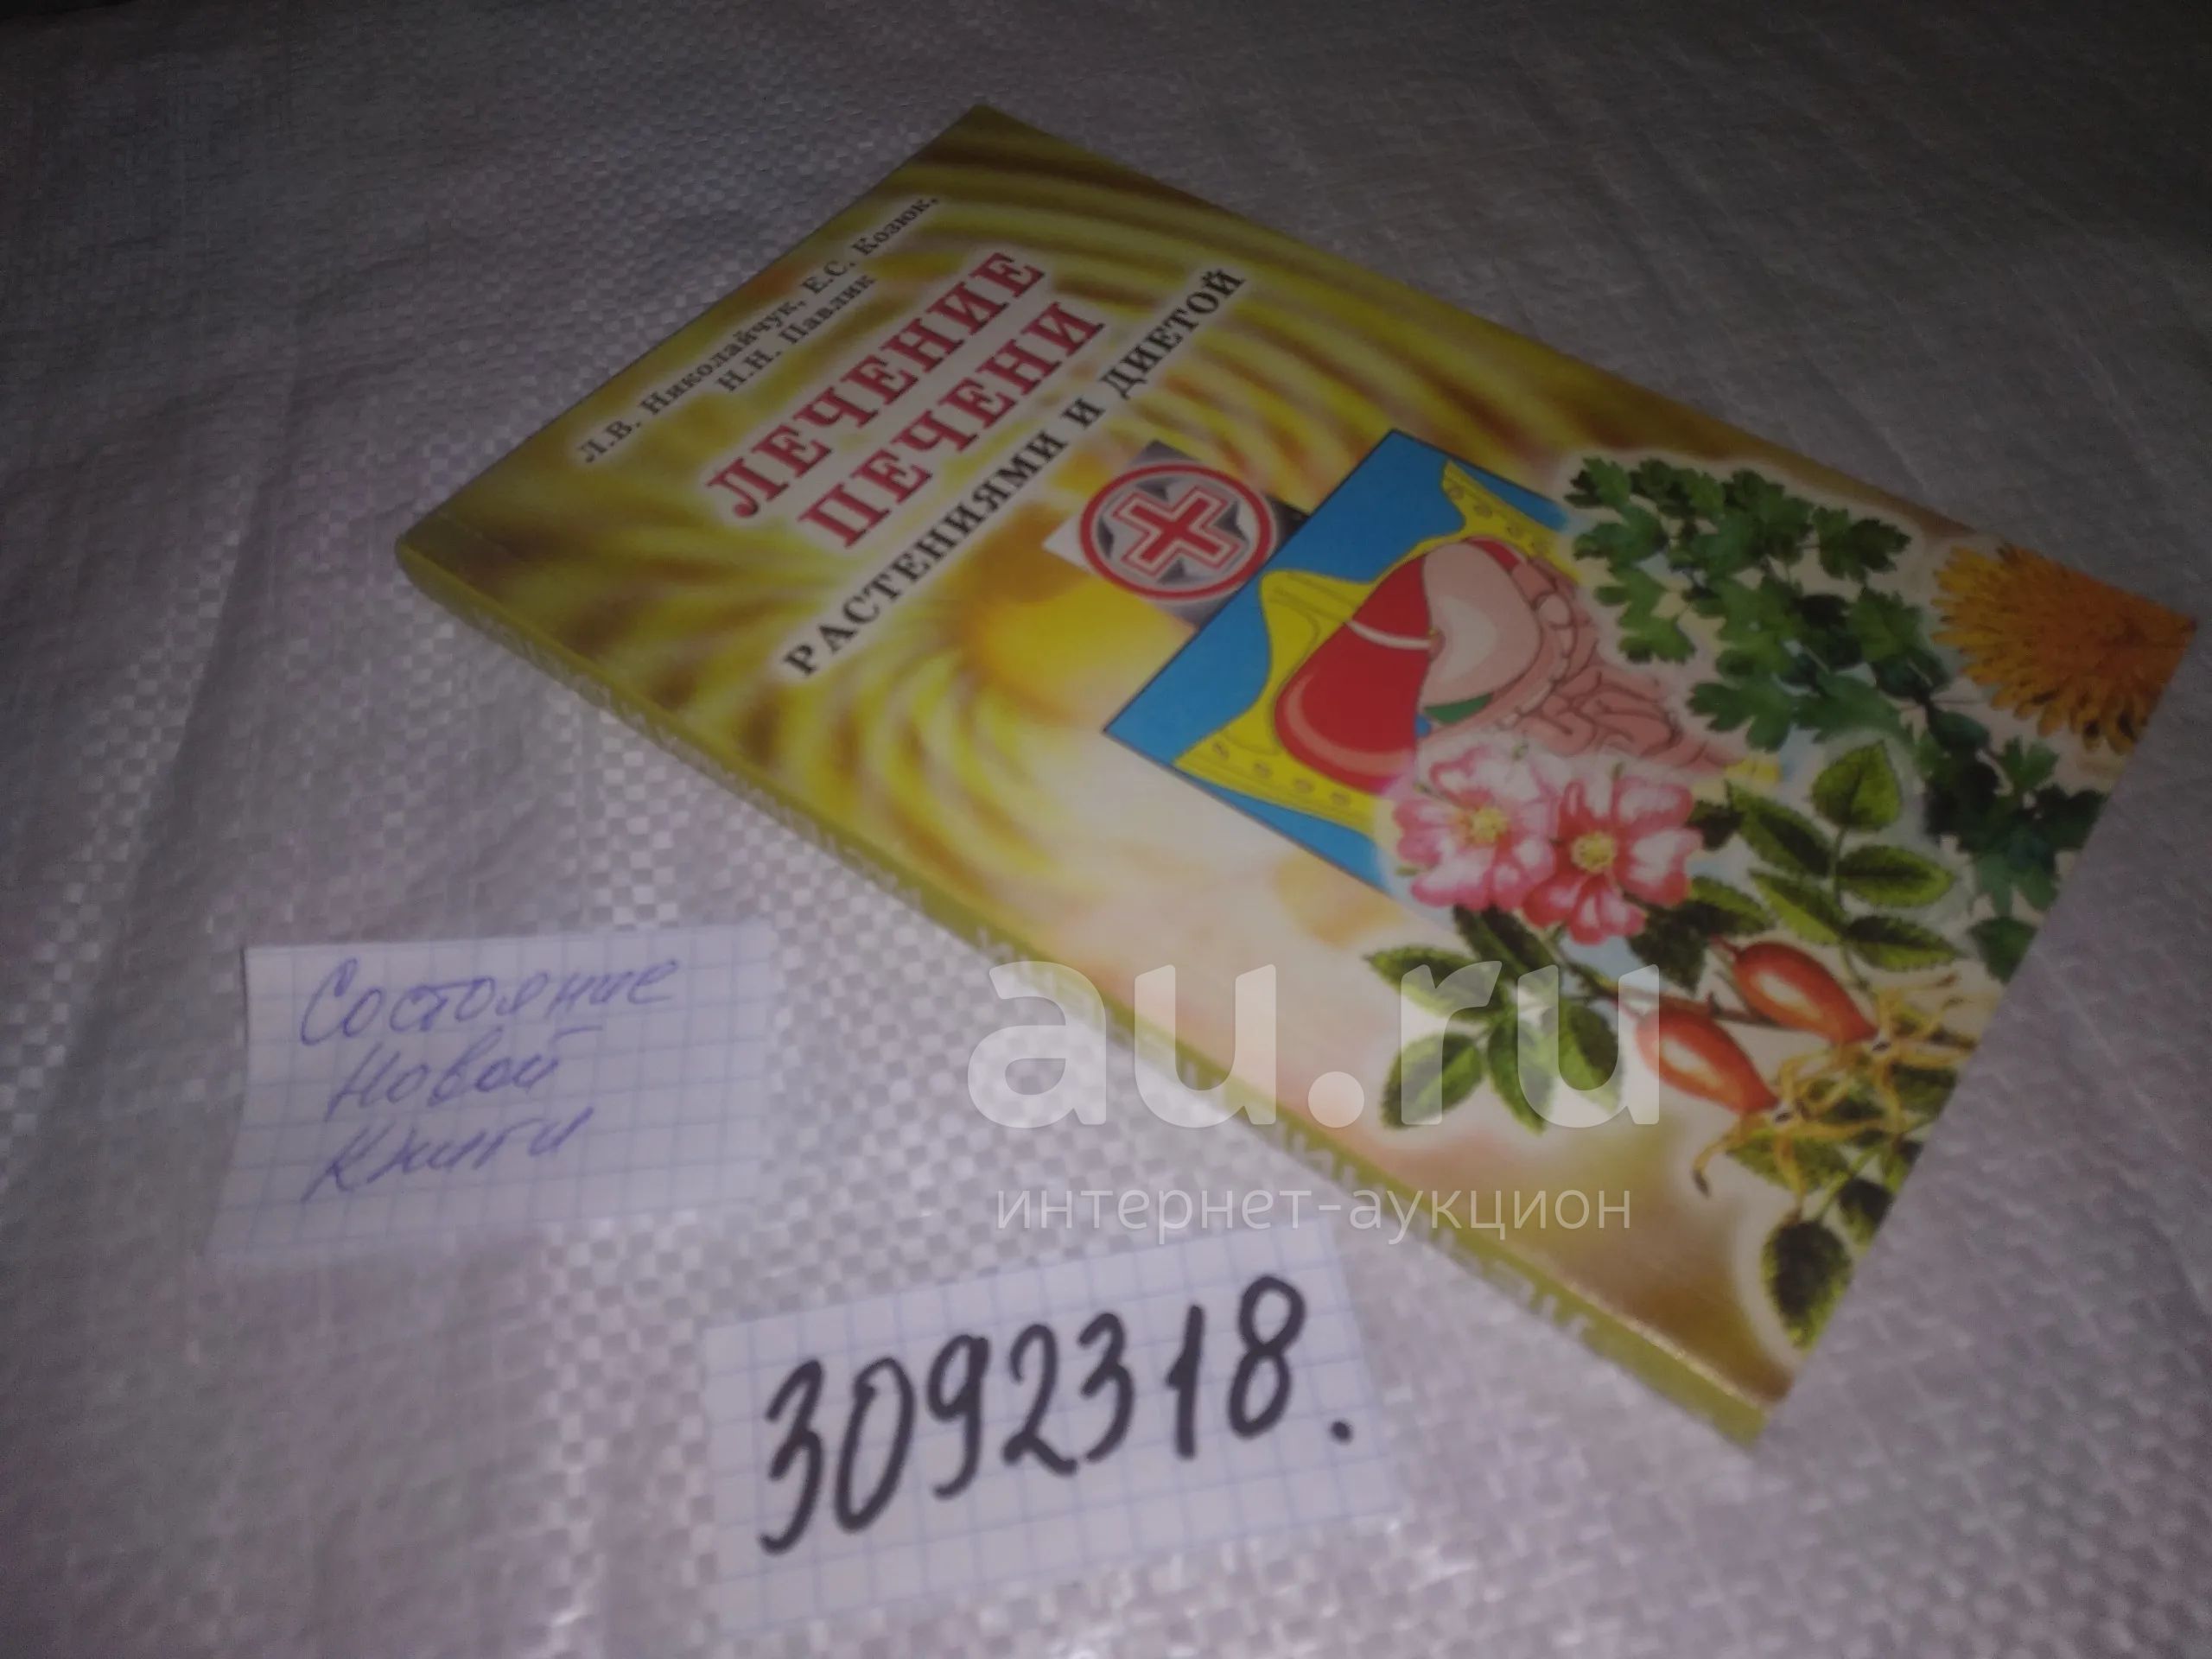 Л.В. Николайчук, Е.С. Козюк,
Н.Н. Павлик
ЛЕЧЕНИЕ
ПЕЧЕНИ
РАСТЕНИЯМИ И ДИЕТОЙ
Состояние
Новой
Книги
au.ru
интернет-аукцион
3092318.